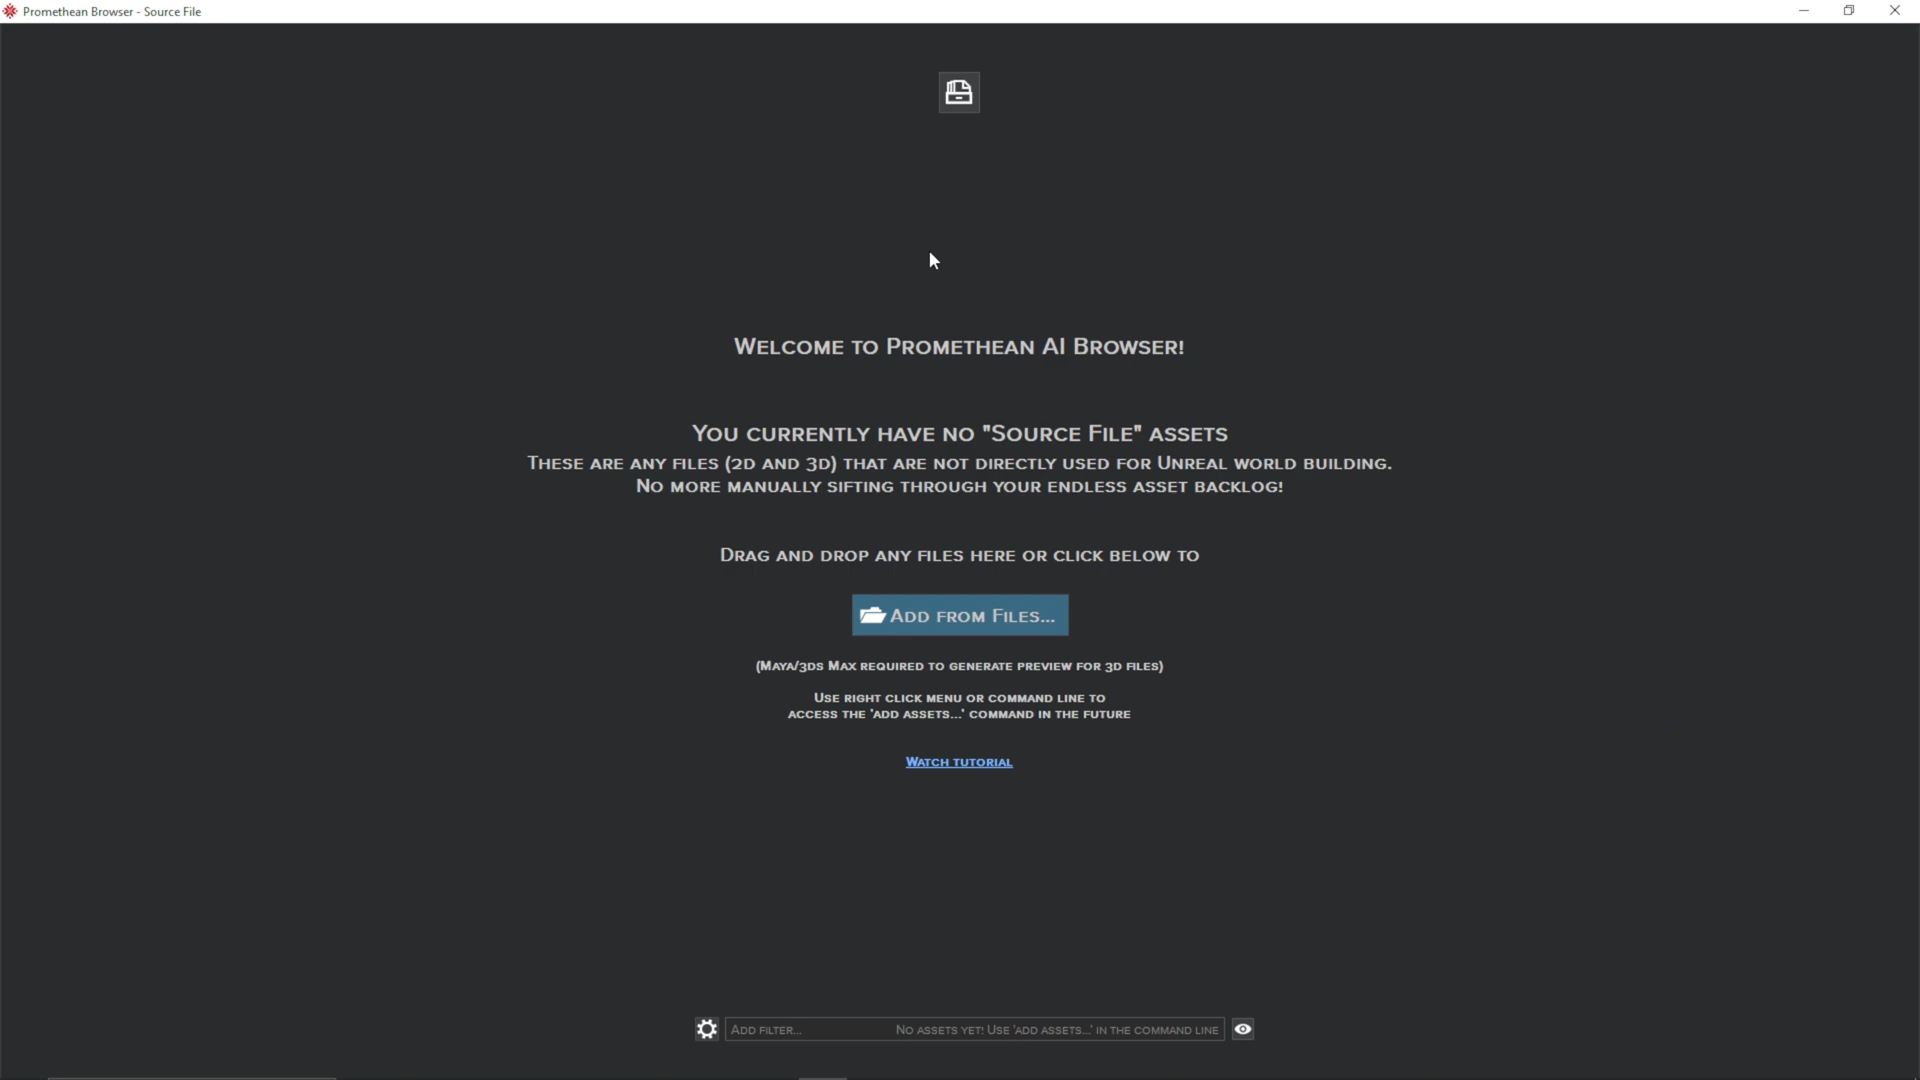 Promethean Browser - Source File
Welcome to Promethean AI Browser!
You currently have no "Source File" assets
These are any files (2D and 3D) that are not directly used for Unreal world building.
No more manually sifting through your endless asset backlog!
Drag and drop any files here or click below to
Add from Files...
(Maya/3ds Max required to generate preview for 3D files)
Use right click menu or command line to
access the 'add assets...' command in the future
Watch tutorial
Add filter... No assets yet! Use 'add assets...' in the command line